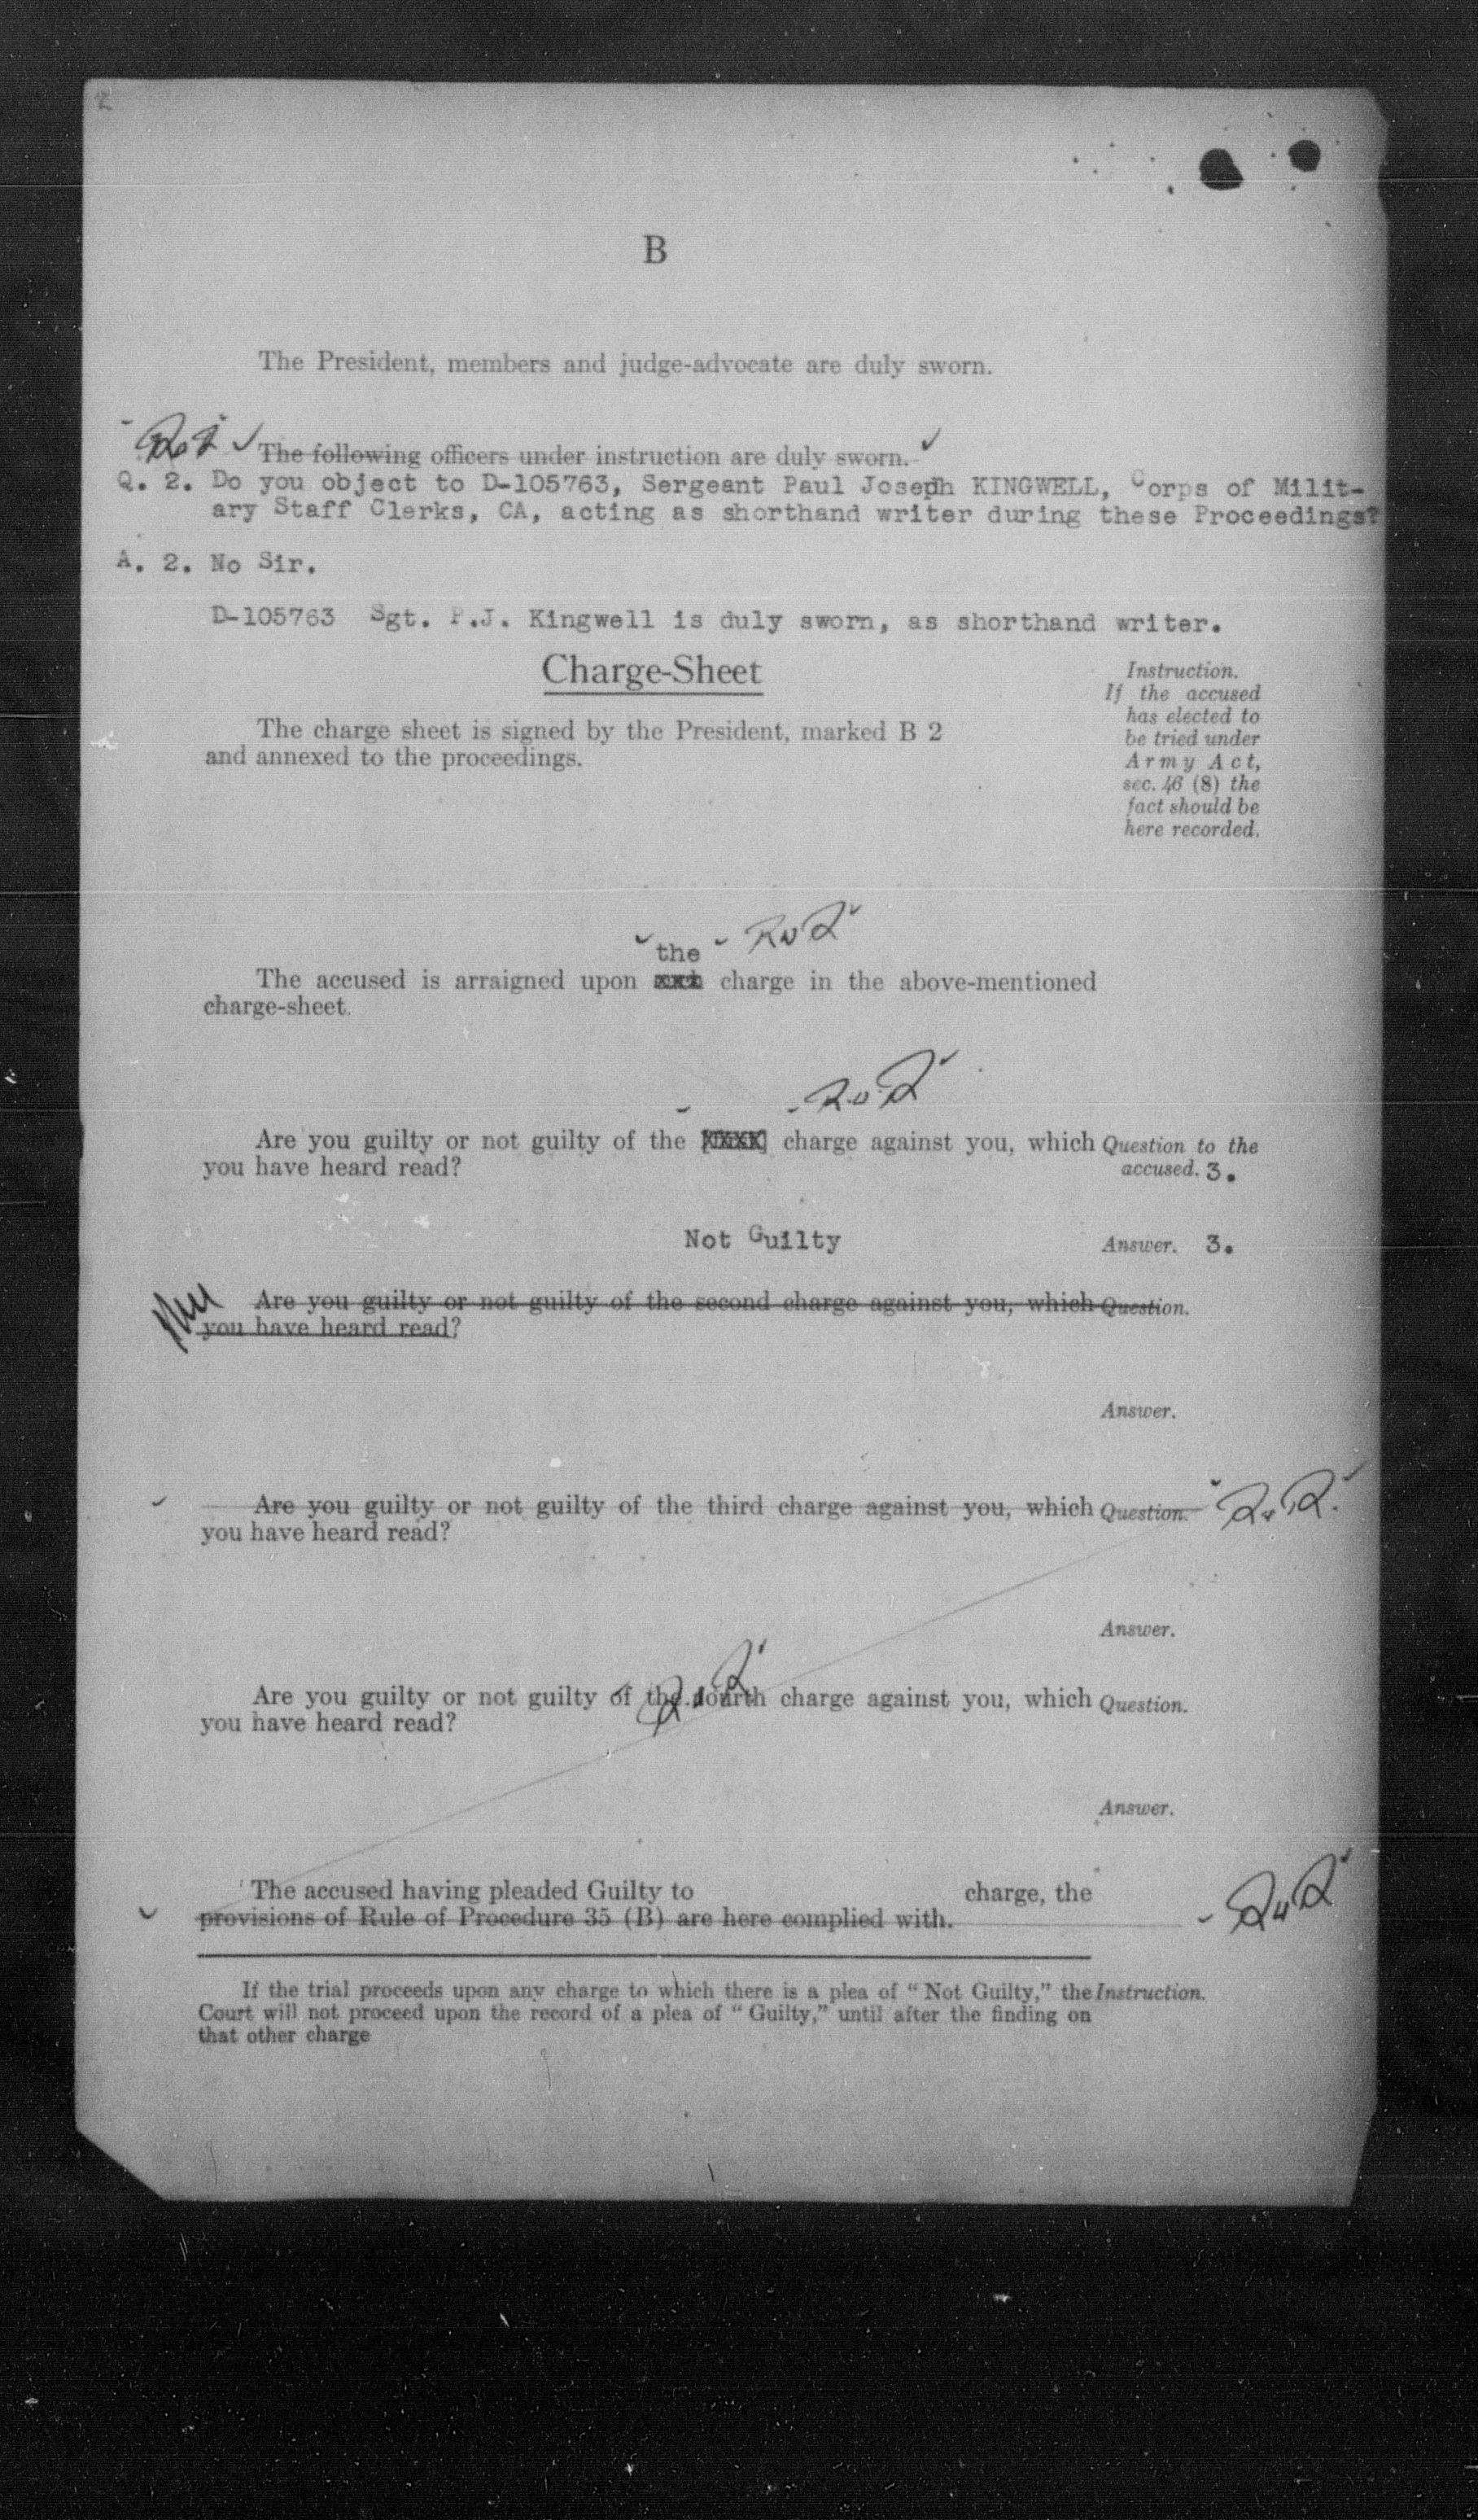 B
The President, members and judge-advocate are duly sworn.
The following officers under instruction are duly sworn.
Q. 2. Do you object to D-105763, Sergeant Paul Joseph KINGWELL, Corps of Milit-
ary Staff Clerks, CA, acting as shorthand writer during these Proceedings?
A. 2. No Sir.
D-105763 Sgt. P.J. Kingwell is duly sworn, as shorthand writer.
Charge-Sheet
The charge sheet is signed by the President, marked B 2
and annexed to the proceedings.
Instruction.
If the accused
has elected to
be tried under
Army Act,
sec. 46 (8) the
fact should be
here recorded.
the
The accused is arraigned upon xxx charge in the above-mentioned
charge-sheet.
Are you guilty or not guilty of the [XXXX] charge against you, which Question to the
you have heard read? accused. 3.
Not Guilty Answer. 3.
Are you guilty or not guilty of the second charge against you, which Question.
you have heard read?
Answer.
Are you guilty or not guilty of the third charge against you, which Question.
you have heard read?
Answer.
Are you guilty or not guilty of the fourth charge against you, which Question.
you have heard read?
Answer.
The accused having pleaded Guilty to charge, the
provisions of Rule of Procedure 35 (B) are here complied with.
If the trial proceeds upon any charge to which there is a plea of "Not Guilty," the Instruction.
Court will not proceed upon the record of a plea of "Guilty," until after the finding on
that other charge